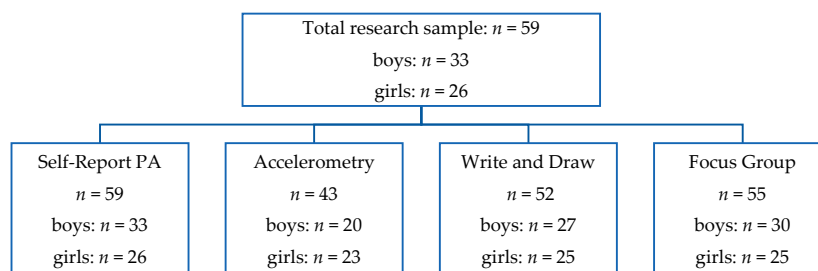 Total research sample: n = 59
boys: n = 33
girls: n = 26
Self-Report PA
n = 59
boys: n = 33
girls: n = 26
Accelerometry
n = 43
boys: n = 20
girls: n = 23
Write and Draw
n = 52
boys: n = 27
girls: n = 25
Focus Group
n = 55
boys: n = 30
girls: n = 25